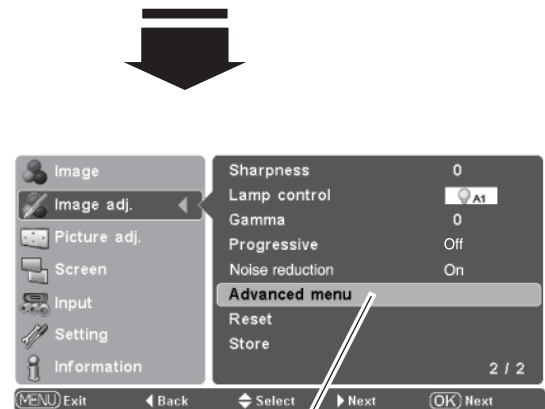 Image
Image adj.
Picture adj.
Screen
Input
Setting
Information
Sharpness 0
Lamp control A1
Gamma 0
Progressive Off
Noise reduction On
Advanced menu
Reset
Store
2 / 2
MENU Exit Back Select Next OK Next